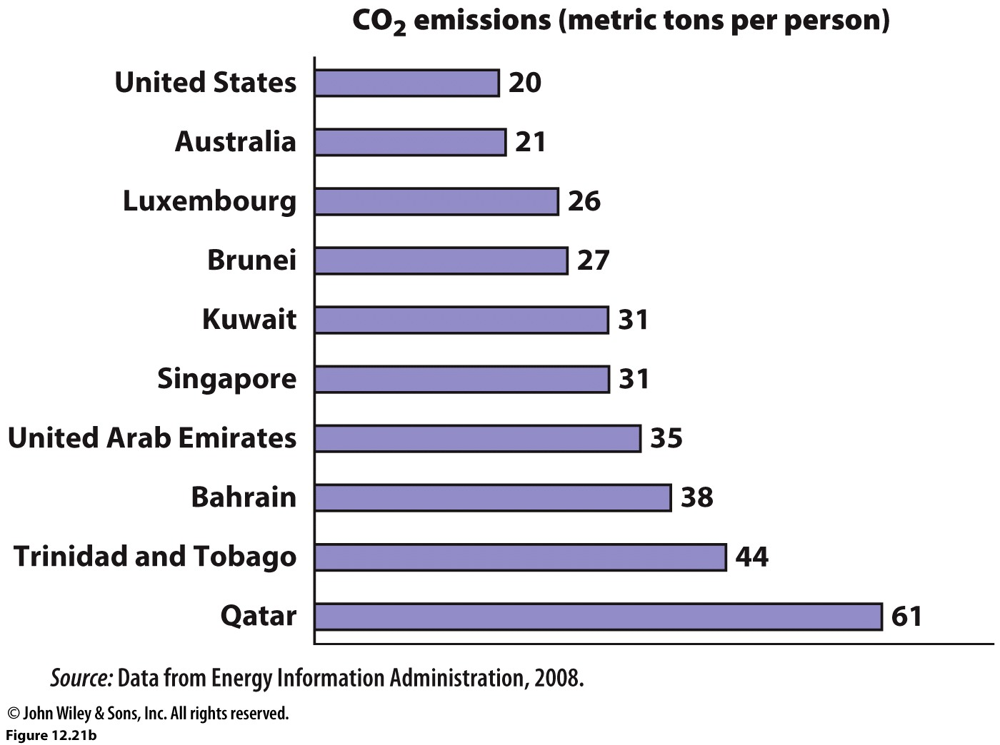 CO2 emissions (metric tons per person)
United States 20
Australia 21
Luxembourg 26
Brunei 27
Kuwait 31
Singapore 31
United Arab Emirates 35
Bahrain 38
Trinidad and Tobago 44
Qatar 61
Source: Data from Energy Information Administration, 2008.
© John Wiley & Sons, Inc. All rights reserved.
Figure 12.21b